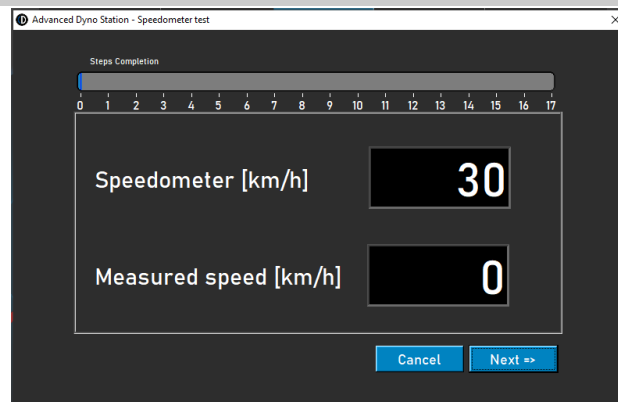 D Advanced Dyno Station - Speedometer test
Steps Completion
0 1 2 3 4 5 6 7 8 9 10 11 12 13 14 15 16 17
Speedometer [km/h] 30
Measured speed [km/h] 0
Cancel Next =>